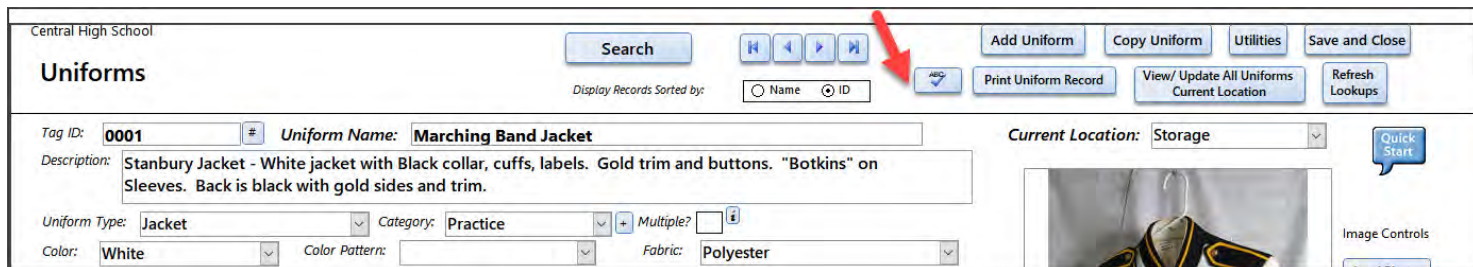 Central High School
Uniforms
Search
Display Records Sorted by:
Name
ID
Add Uniform
Copy Uniform
Utilities
Save and Close
ABC
Print Uniform Record
View/ Update All Uniforms
Current Location
Refresh
Lookups
Tag ID: 0001 # Uniform Name: Marching Band Jacket
Current Location: Storage
Quick
Start
Description: Stanbury Jacket - White jacket with Black collar, cuffs, labels. Gold trim and buttons. "Botkins" on
Sleeves. Back is black with gold sides and trim.
Uniform Type: Jacket Category: Practice + Multiple? i
Color: White Color Pattern: Fabric: Polyester
Image Controls